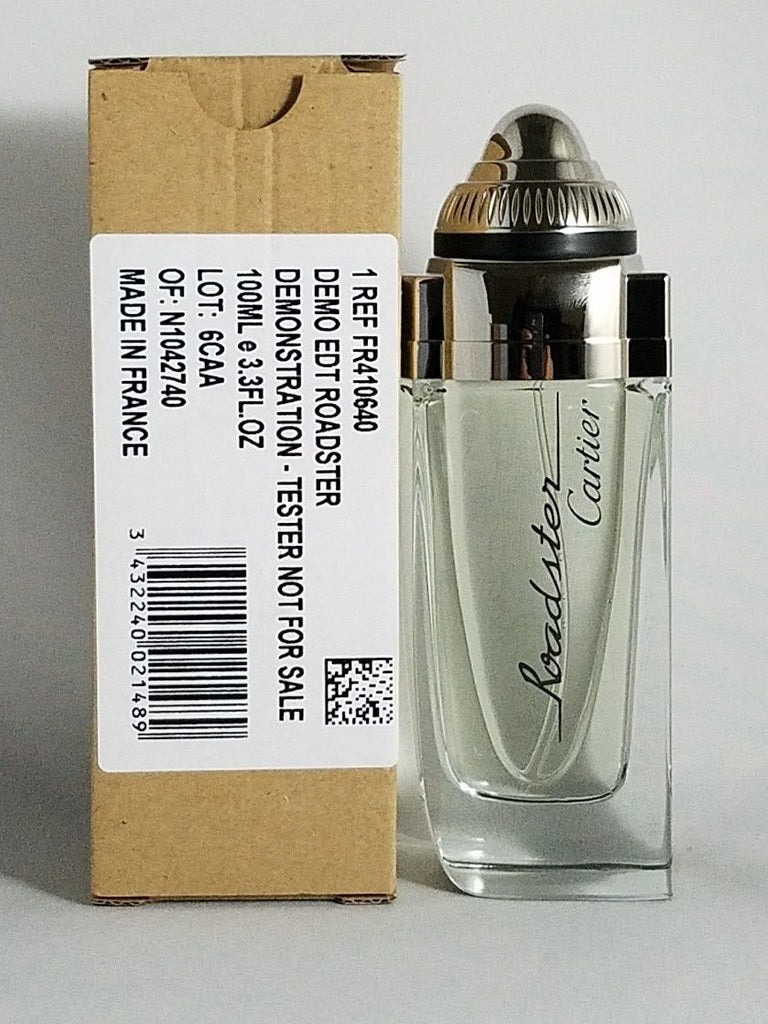 1 REF FR410640
DEMO EDT ROADSTER
DEMONSTRATION - TESTER NOT FOR SALE
100ML e 3.3FL.OZ
LOT: 6CAA
OF: N1042740
MADE IN FRANCE
3 432240 021489
Roadster
Cartier